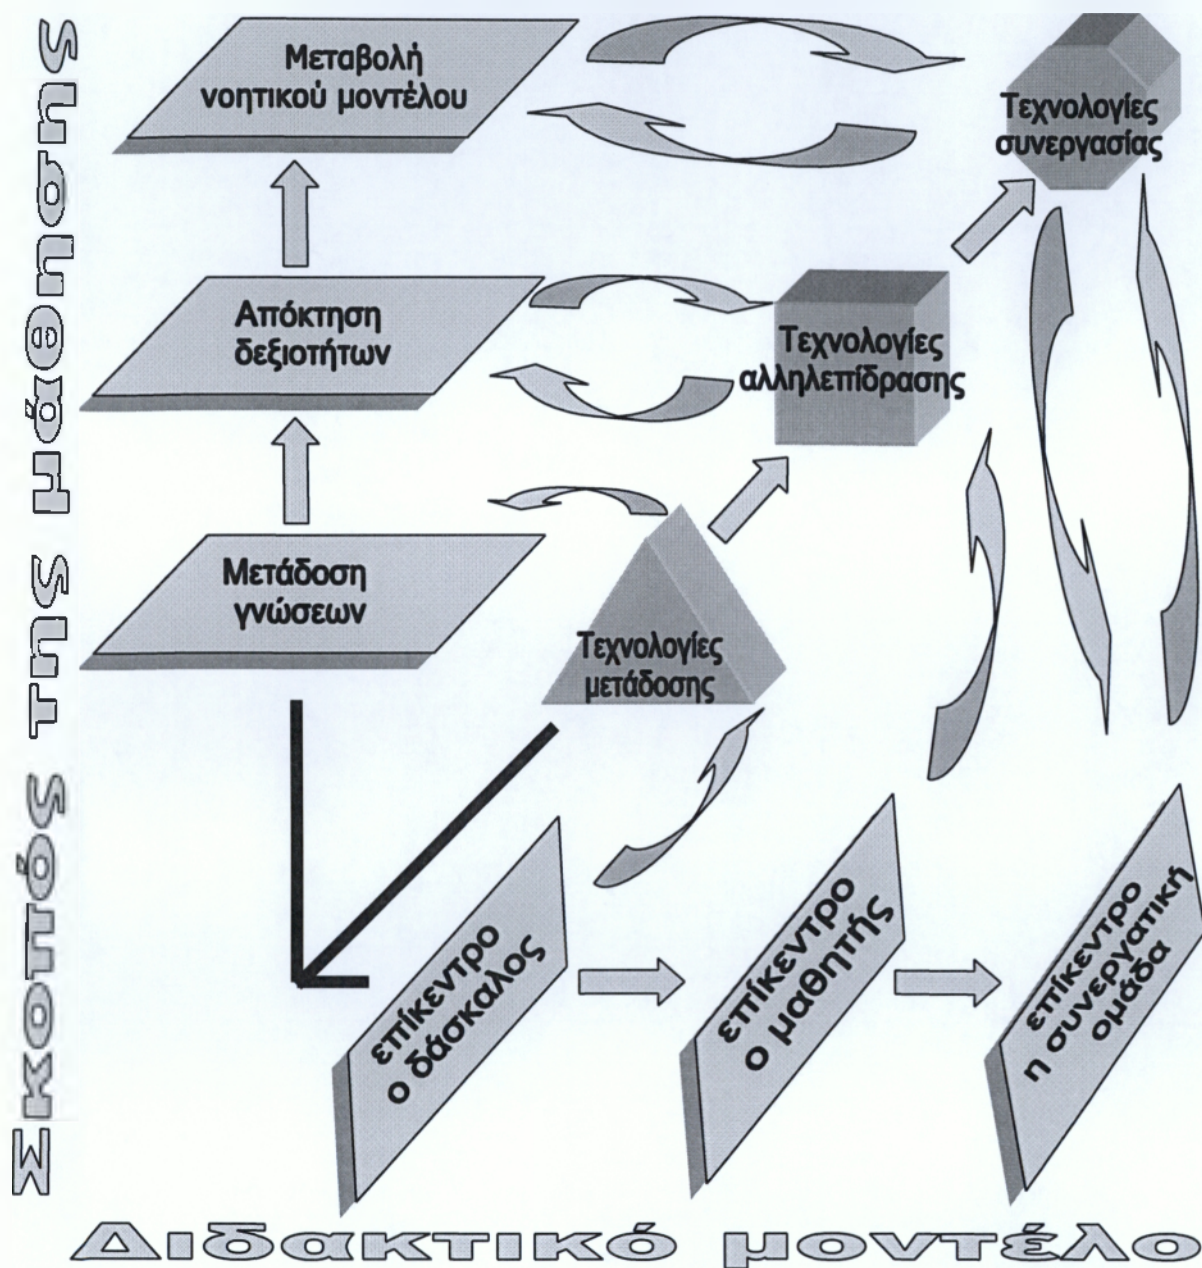 Σκοπός της μάθησης
Μεταβολή
νοητικού μοντέλου
Τεχνολογίες
συνεργασίας
Απόκτηση
δεξιοτήτων
Τεχνολογίες
αλληλεπίδρασης
Μετάδοση
γνώσεων
Τεχνολογίες
μετάδοσης
επίκεντρο
ο δάσκαλος
επίκεντρο
ο μαθητής
επίκεντρο
η συνεργατική
ομάδα
Διδακτικό μοντέλο